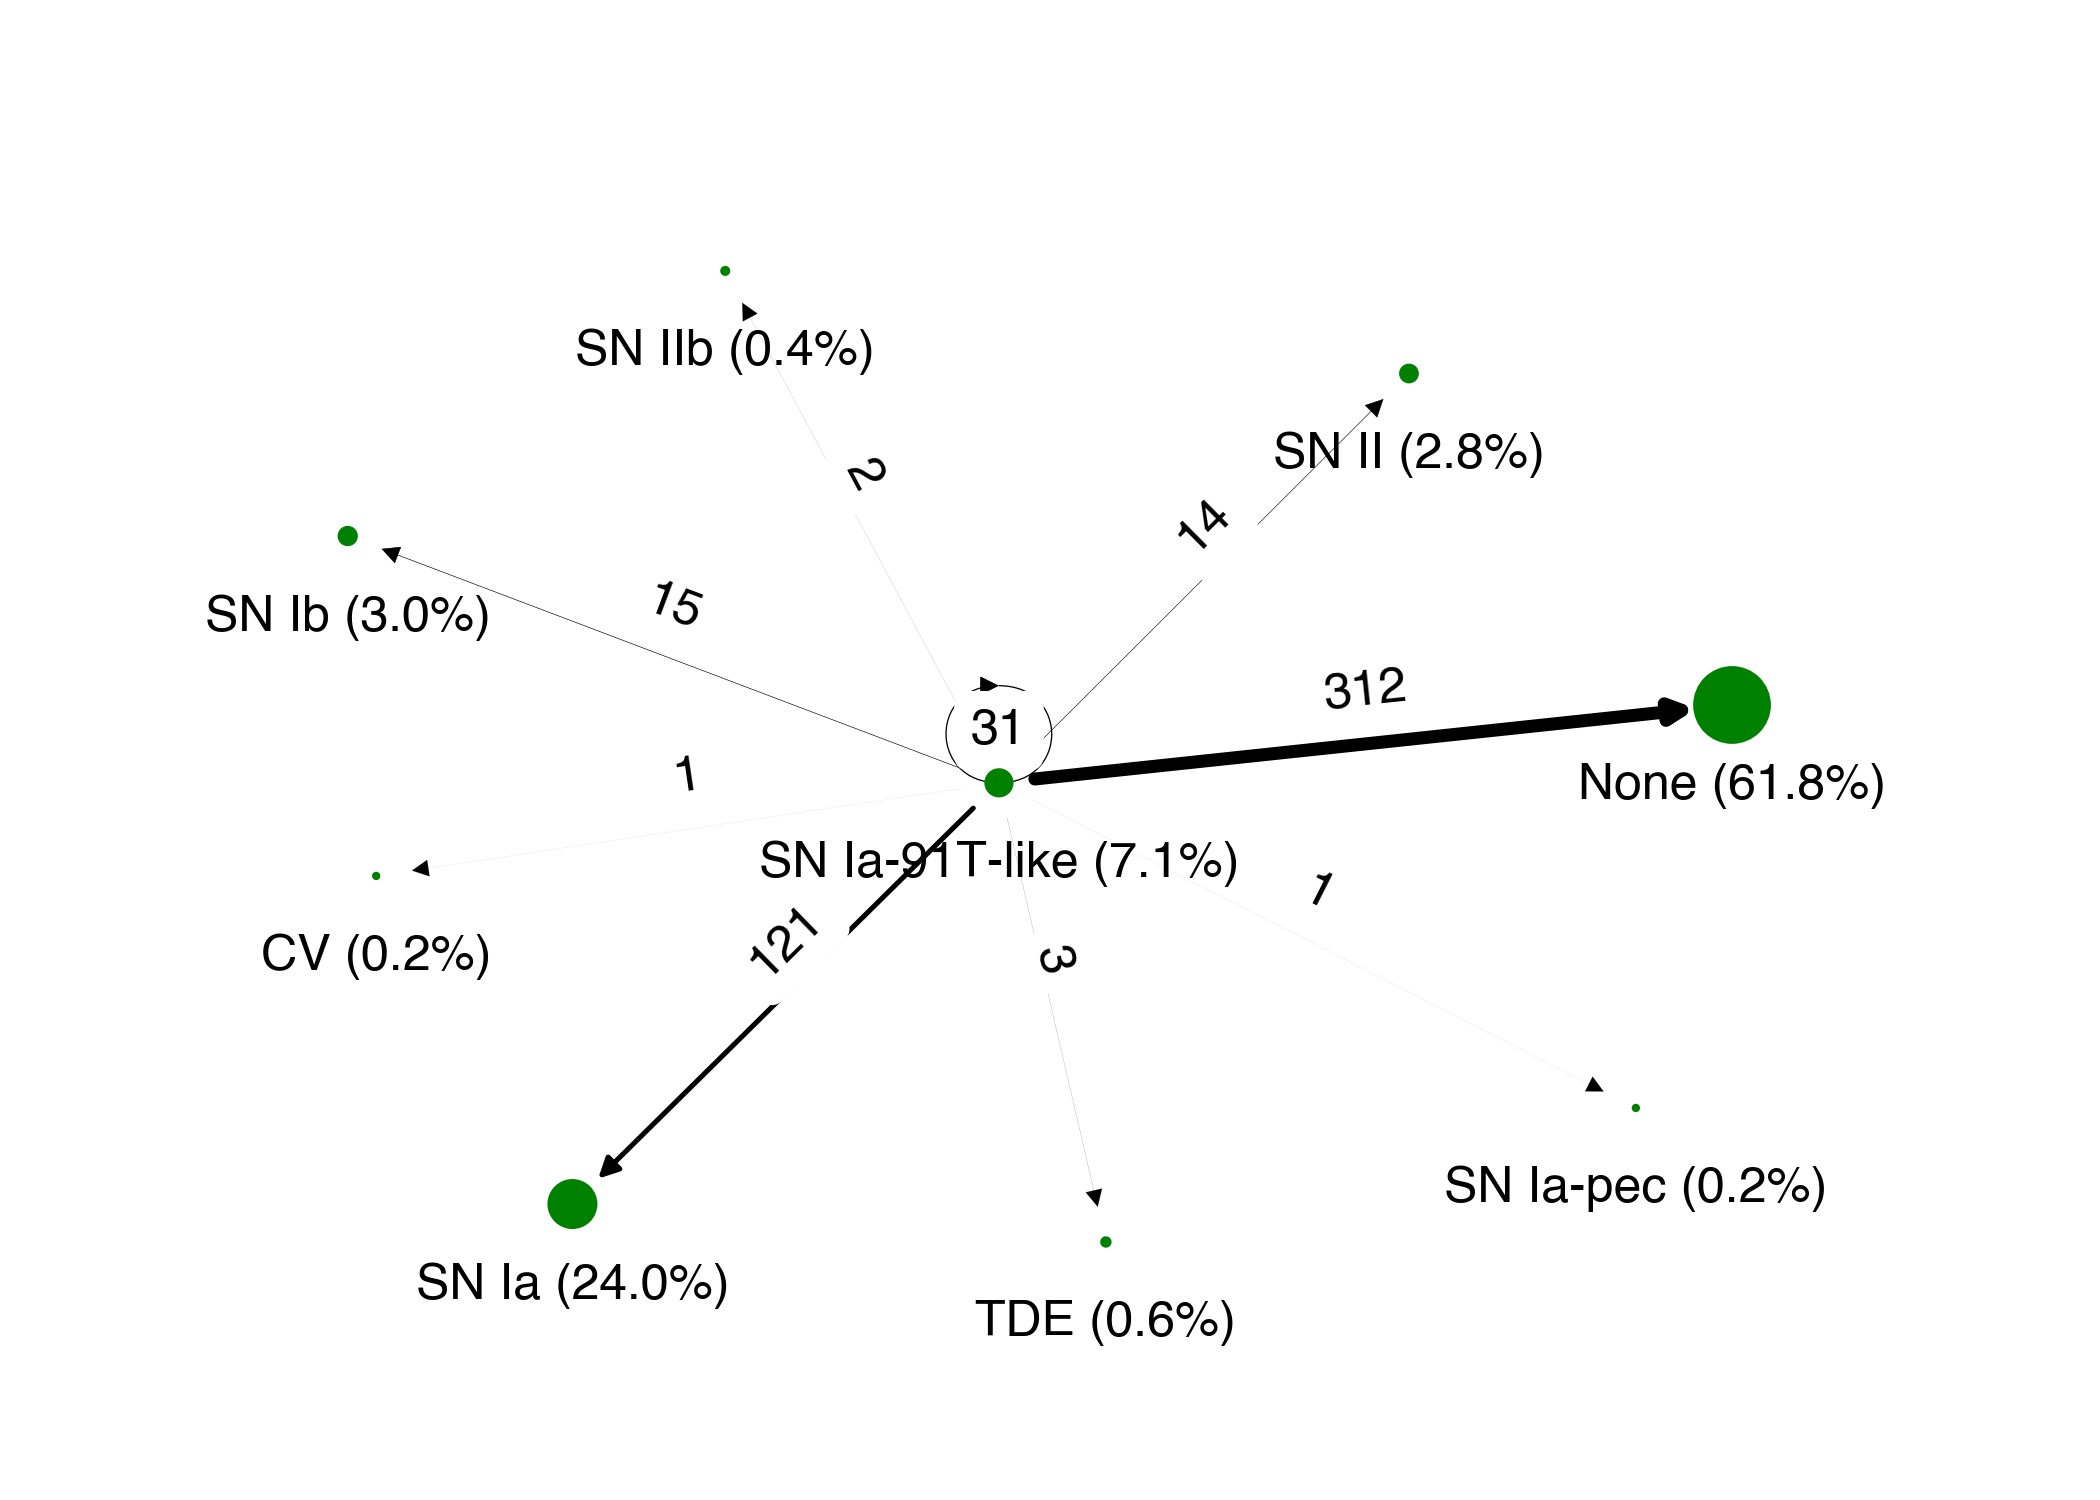 SN IIb (0.4%)
SN II (2.8%)
2
14
15
SN Ib (3.0%)
312
31
1
None (61.8%)
SN Ia-91T-like (7.1%)
1
121
3
CV (0.2%)
SN Ia-pec (0.2%)
SN Ia (24.0%)
TDE (0.6%)